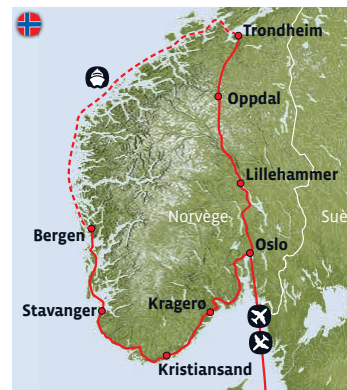 Trondheim
Oppdal
Lillehammer
Norvège
Suè
Bergen
Oslo
Stavanger
Kragerø
Kristiansand